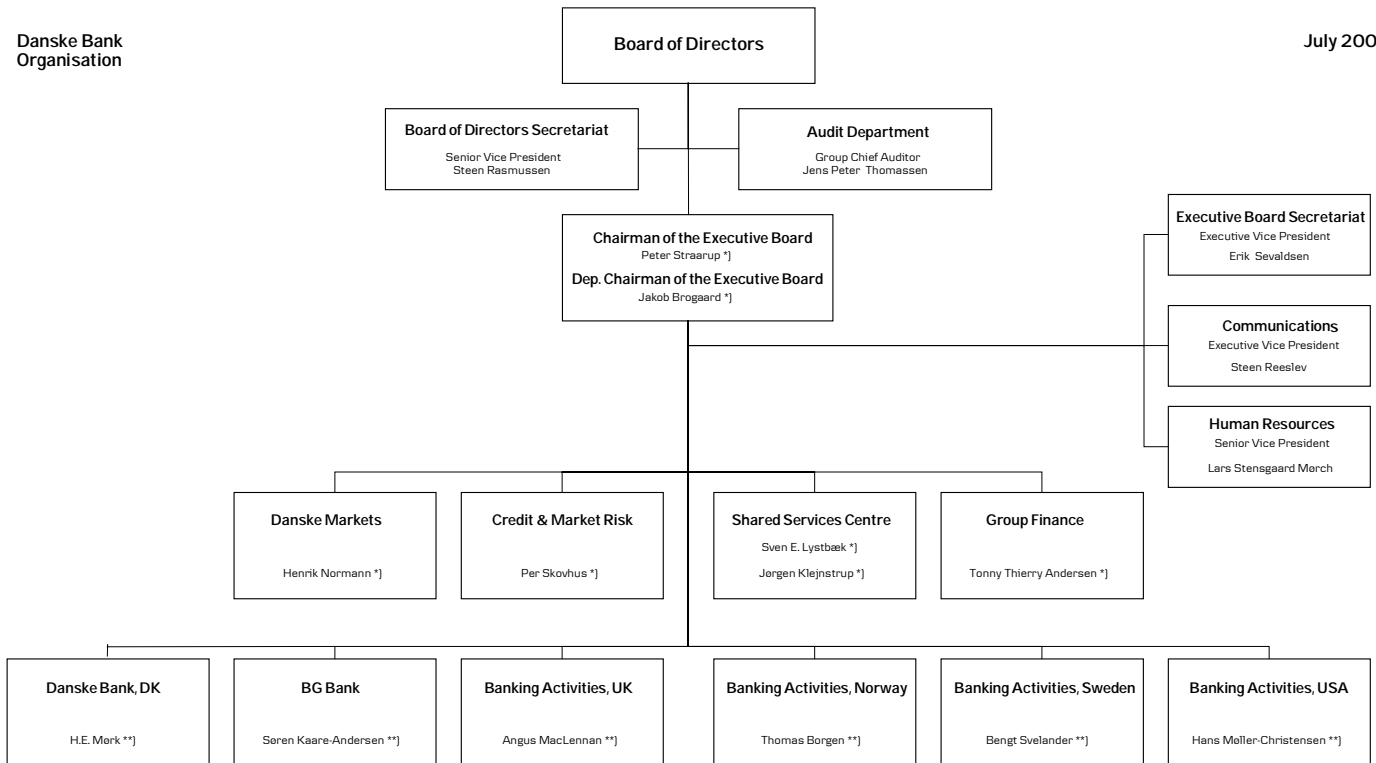 Danske Bank
Organisation
July 200
Board of Directors
Board of Directors Secretariat
Senior Vice President
Steen Rasmussen
Audit Department
Group Chief Auditor
Jens Peter Thomassen
Chairman of the Executive Board
Peter Straarup *)
Dep. Chairman of the Executive Board
Jakob Brogaard *)
Executive Board Secretariat
Executive Vice President
Erik Sevaldsen
Communications
Executive Vice President
Steen Reeslev
Human Resources
Senior Vice President
Lars Stensgaard Mørch
Danske Markets
Henrik Normann *)
Credit & Market Risk
Per Skovhus *)
Shared Services Centre
Sven E. Lystbæk *)
Jørgen Klejnstrup *)
Group Finance
Tonny Thierry Andersen *)
Danske Bank, DK
H.E. Mørk **)
BG Bank
Søren Kaare-Andersen **)
Banking Activities, UK
Angus MacLennan **)
Banking Activities, Norway
Thomas Borgen **)
Banking Activities, Sweden
Bengt Svelander **)
Banking Activities, USA
Hans Møller-Christensen **)